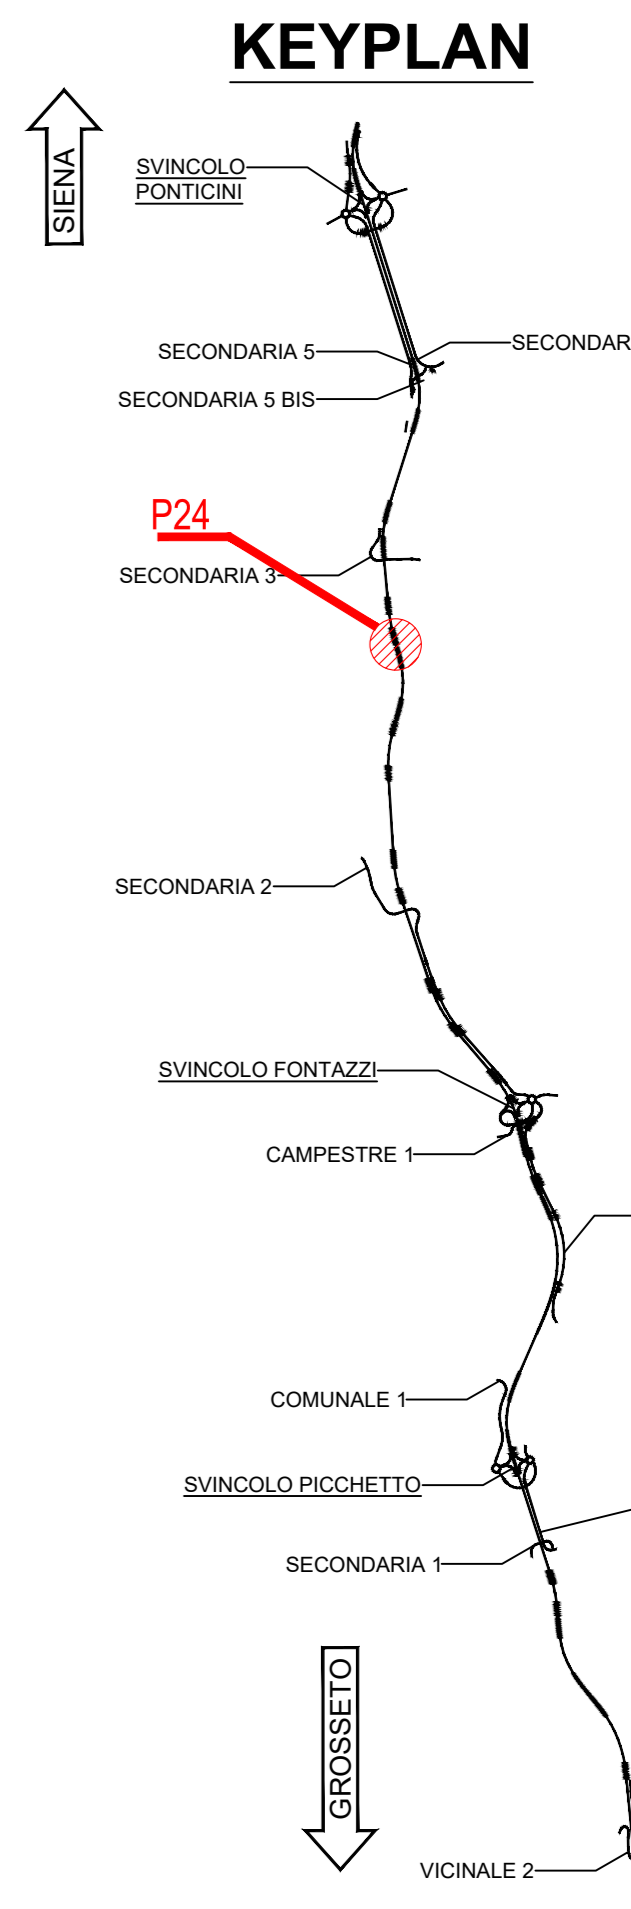 KEYPLAN
SIENA
SVINCOLO
PONTICINI
SECONDARIA 5
SECONDAR
SECONDARIA 5 BIS
P24
SECONDARIA 3
SECONDARIA 2
SVINCOLO FONTAZZI
CAMPESTRE 1
COMUNALE 1
SVINCOLO PICCHETTO
SECONDARIA 1
GROSSETO
VICINALE 2